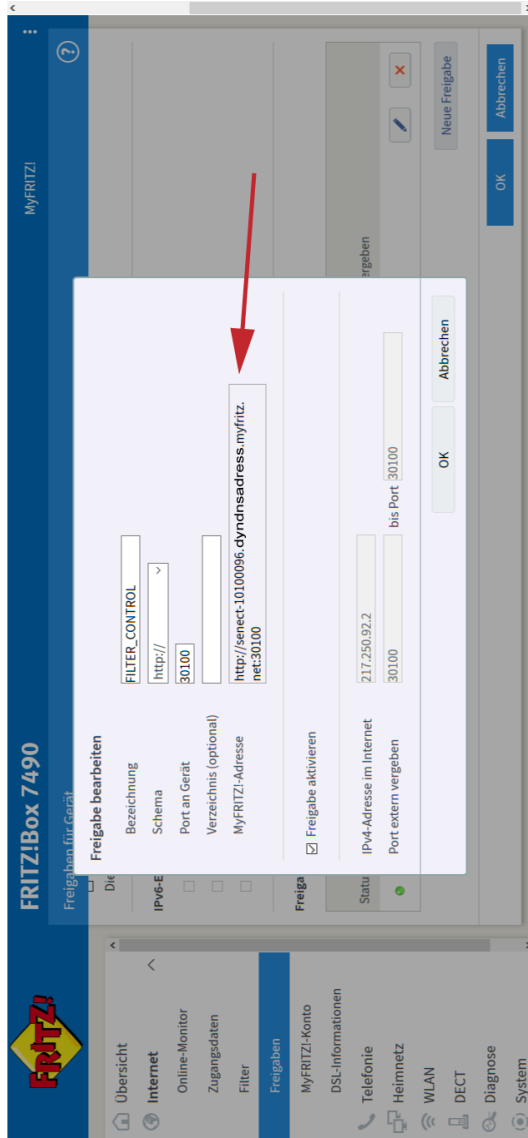 FRITZ!
FRITZ!Box 7490
MyFRITZ!
Übersicht
Internet
Online-Monitor
Zugangsdaten
Filter
Freigaben
MyFRITZ!-Konto
DSL-Informationen
Telefonie
Heimnetz
WLAN
DECT
Diagnose
System
Freigaben für Gerät
Die
IPv6-E
Freiga
Statu
ergeben
Freigabe bearbeiten
Bezeichnung FILTER_CONTROL
Schema http://
Port an Gerät 30100
Verzeichnis (optional)
MyFRITZ!-Adresse http://senect-10100096.dyndnsadress.myfritz.
net:30100
Freigabe aktivieren
IPv4-Adresse im Internet 217.250.92.2
Port extern vergeben 30100 bis Port 30100
OK Abbrechen
Neue Freigabe
OK Abbrechen